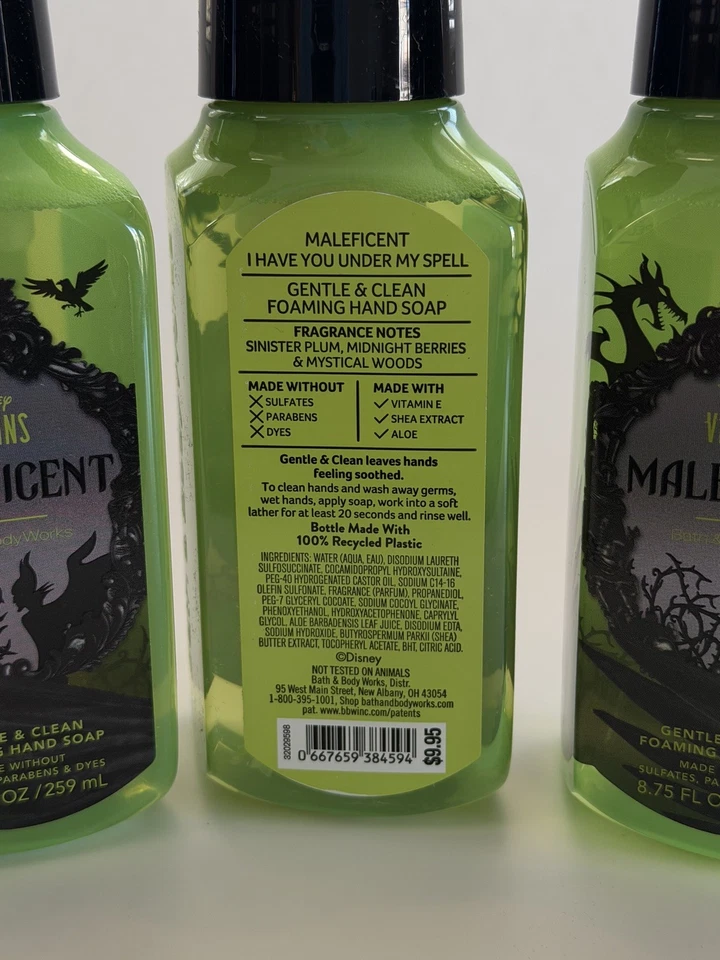 MALEFICENT
I HAVE YOU UNDER MY SPELL
GENTLE & CLEAN
FOAMING HAND SOAP
FRAGRANCE NOTES
SINISTER PLUM, MIDNIGHT BERRIES
& MYSTICAL WOODS
MADE WITHOUT
SULFATES
PARABENS
DYES
MADE WITH
VITAMIN E
SHEA EXTRACT
ALOE
Gentle & Clean leaves hands
feeling soothed.
To clean hands and wash away germs,
wet hands, apply soap, work into a soft
lather for at least 20 seconds and rinse well.
Bottle Made With
100% Recycled Plastic
INGREDIENTS: WATER (AQUA, EAU), DISODIUM LAURETH
SULFOSUCCINATE, COCAMIDOPROPYL HYDROXYSULTAINE,
PEG-40 HYDROGENATED CASTOR OIL, SODIUM C14-16
OLEFIN SULFONATE, FRAGRANCE (PARFUM), PROPANEDIOL,
PEG-7 GLYCERYL COCOATE, SODIUM COCOYL GLYCINATE,
PHENOXYETHANOL, HYDROXYACETOPHENONE, CAPRYLYL
GLYCOL, ALOE BARBADENSIS LEAF JUICE, DISODIUM EDTA,
SODIUM HYDROXIDE, BUTYROSPERMUM PARKII (SHEA)
BUTTER EXTRACT, TOCOPHERYL ACETATE, BHT, CITRIC ACID.
©Disney
NOT TESTED ON ANIMALS
Bath & Body Works, Distr.
95 West Main Street, New Albany, OH 43054
1-800-395-1001, Shop bathandbodyworks.com
pat. www.bbwinc.com/patents
32029598
0 667659 384594
$9.95
EY
INS
ICENT
odyWorks
E & CLEAN
G HAND SOAP
E WITHOUT
PARABENS & DYES
OZ / 259 mL
V
MALE
Bath &
GENTLE
FOAMING
MADE
SULFATES, PA
8.75 FL O